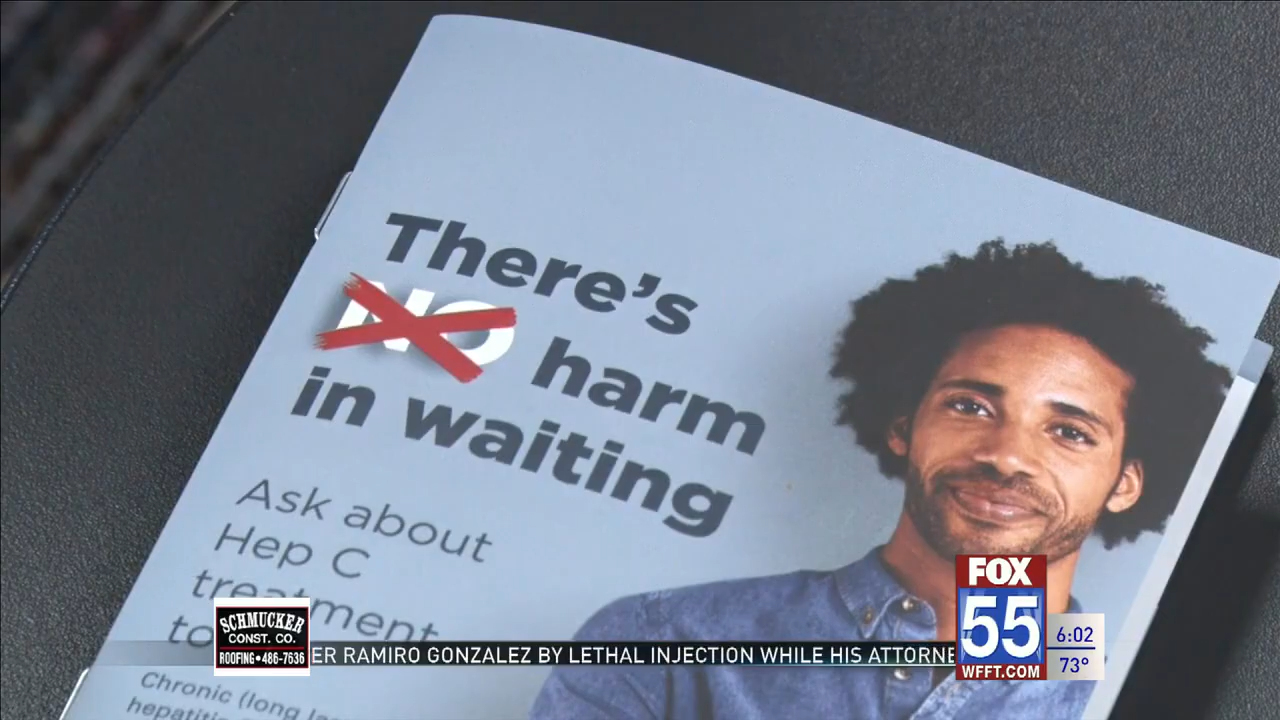 There's
NO harm
in waiting
Ask about
Hep C
treatment
Chronic (long
SCHMUCKER
CONST. CO.
ROOFING•486-7636
ER RAMIRO GONZALEZ BY LETHAL INJECTION WHILE HIS ATTORNE
FOX
55
WFFT.COM
6:02
73°